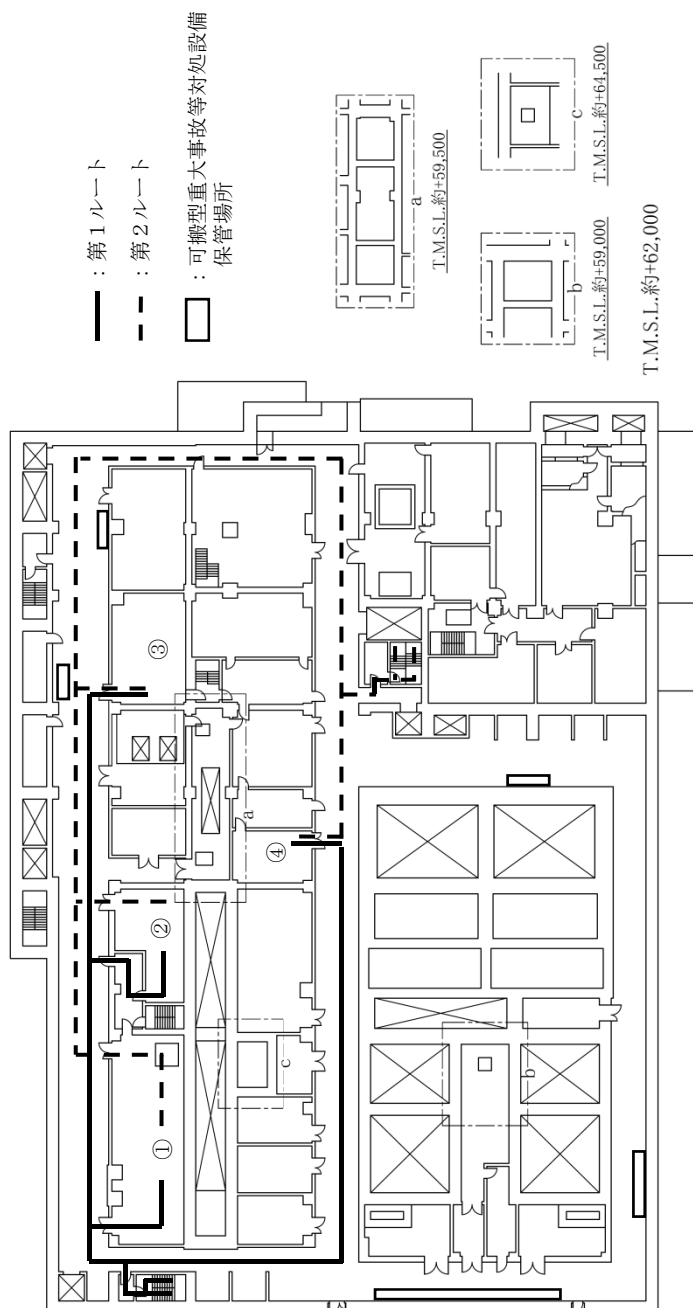 ：第１ルート
：第２ルート
：可搬型重大事故等対処設備
保管場所
a
T.M.S.L.約+59,500
b
T.M.S.L.約+59,000
c
T.M.S.L.約+64,500
T.M.S.L.約+62,000
①
②
③
④
a
b
c